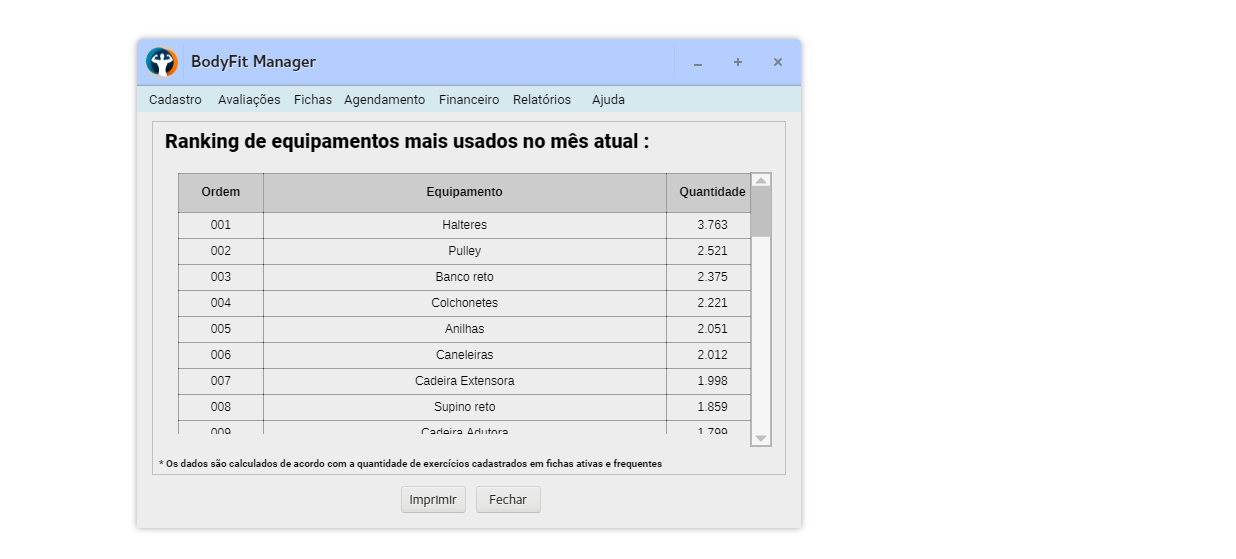 BodyFit Manager
Cadastro Avaliações Fichas Agendamento Financeiro Relatórios Ajuda
Ranking de equipamentos mais usados no mês atual :
Ordem Equipamento Quantidade
001 Halteres 3.763
002 Pulley 2.521
003 Banco reto 2.375
004 Colchonetes 2.221
005 Anilhas 2.051
006 Caneleiras 2.012
007 Cadeira Extensora 1.998
008 Supino reto 1.859
009 Cadeira Adutora 1.799
* Os dados são calculados de acordo com a quantidade de exercícios cadastrados em fichas ativas e frequentes
Imprimir Fechar